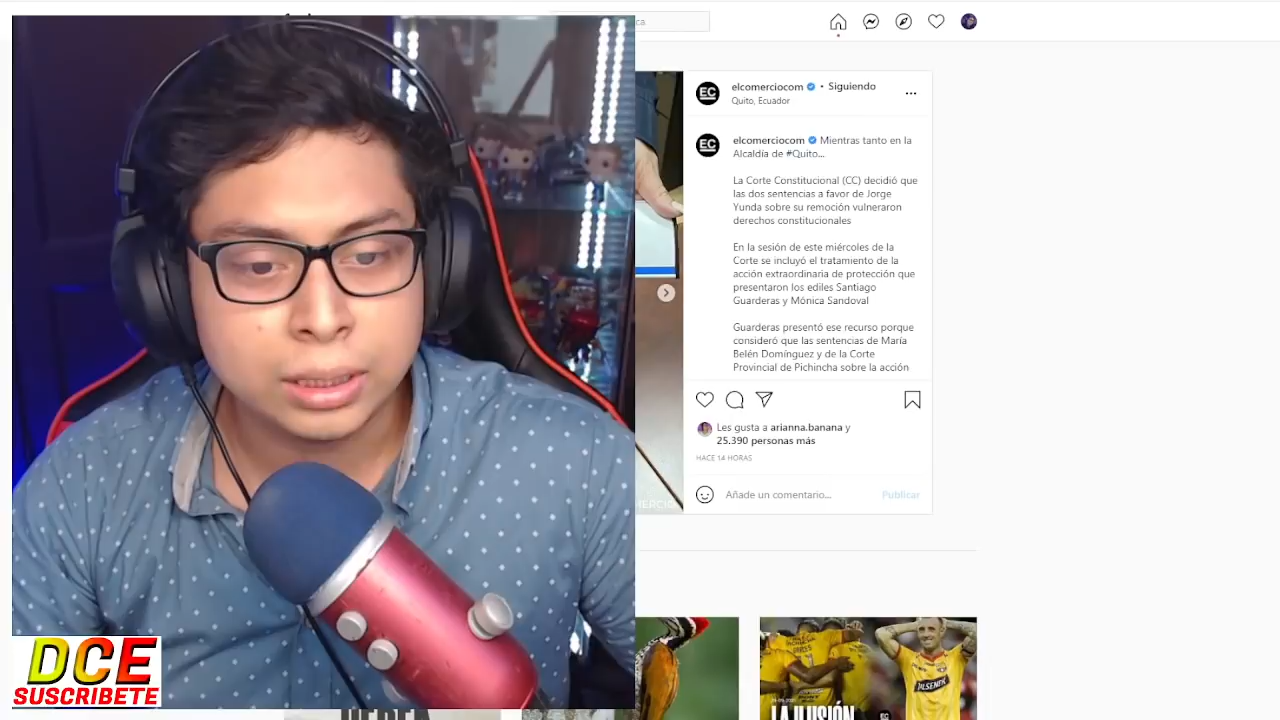 ca
elcomerciocom • Siguiendo
Quito, Ecuador
elcomerciocom Mientras tanto en la
Alcaldía de #Quito...
La Corte Constitucional (CC) decidió que
las dos sentencias a favor de Jorge
Yunda sobre su remoción vulneraron
derechos constitucionales
En la sesión de este miércoles de la
Corte se incluyó el tratamiento de la
acción extraordinaria de protección que
presentaron los ediles Santiago
Guarderas y Mónica Sandoval
Guarderas presentó ese recurso porque
consideró que las sentencias de María
Belén Domínguez y de la Corte
Provincial de Pichincha sobre la acción
Les gusta a arianna.banana y
25.390 personas más
HACE 14 HORAS
Añade un comentario...
Publicar
EC
EC
MERCIO
DCE
SUSCRIBETE
PILSENER
LA ILUSIÓN
EC